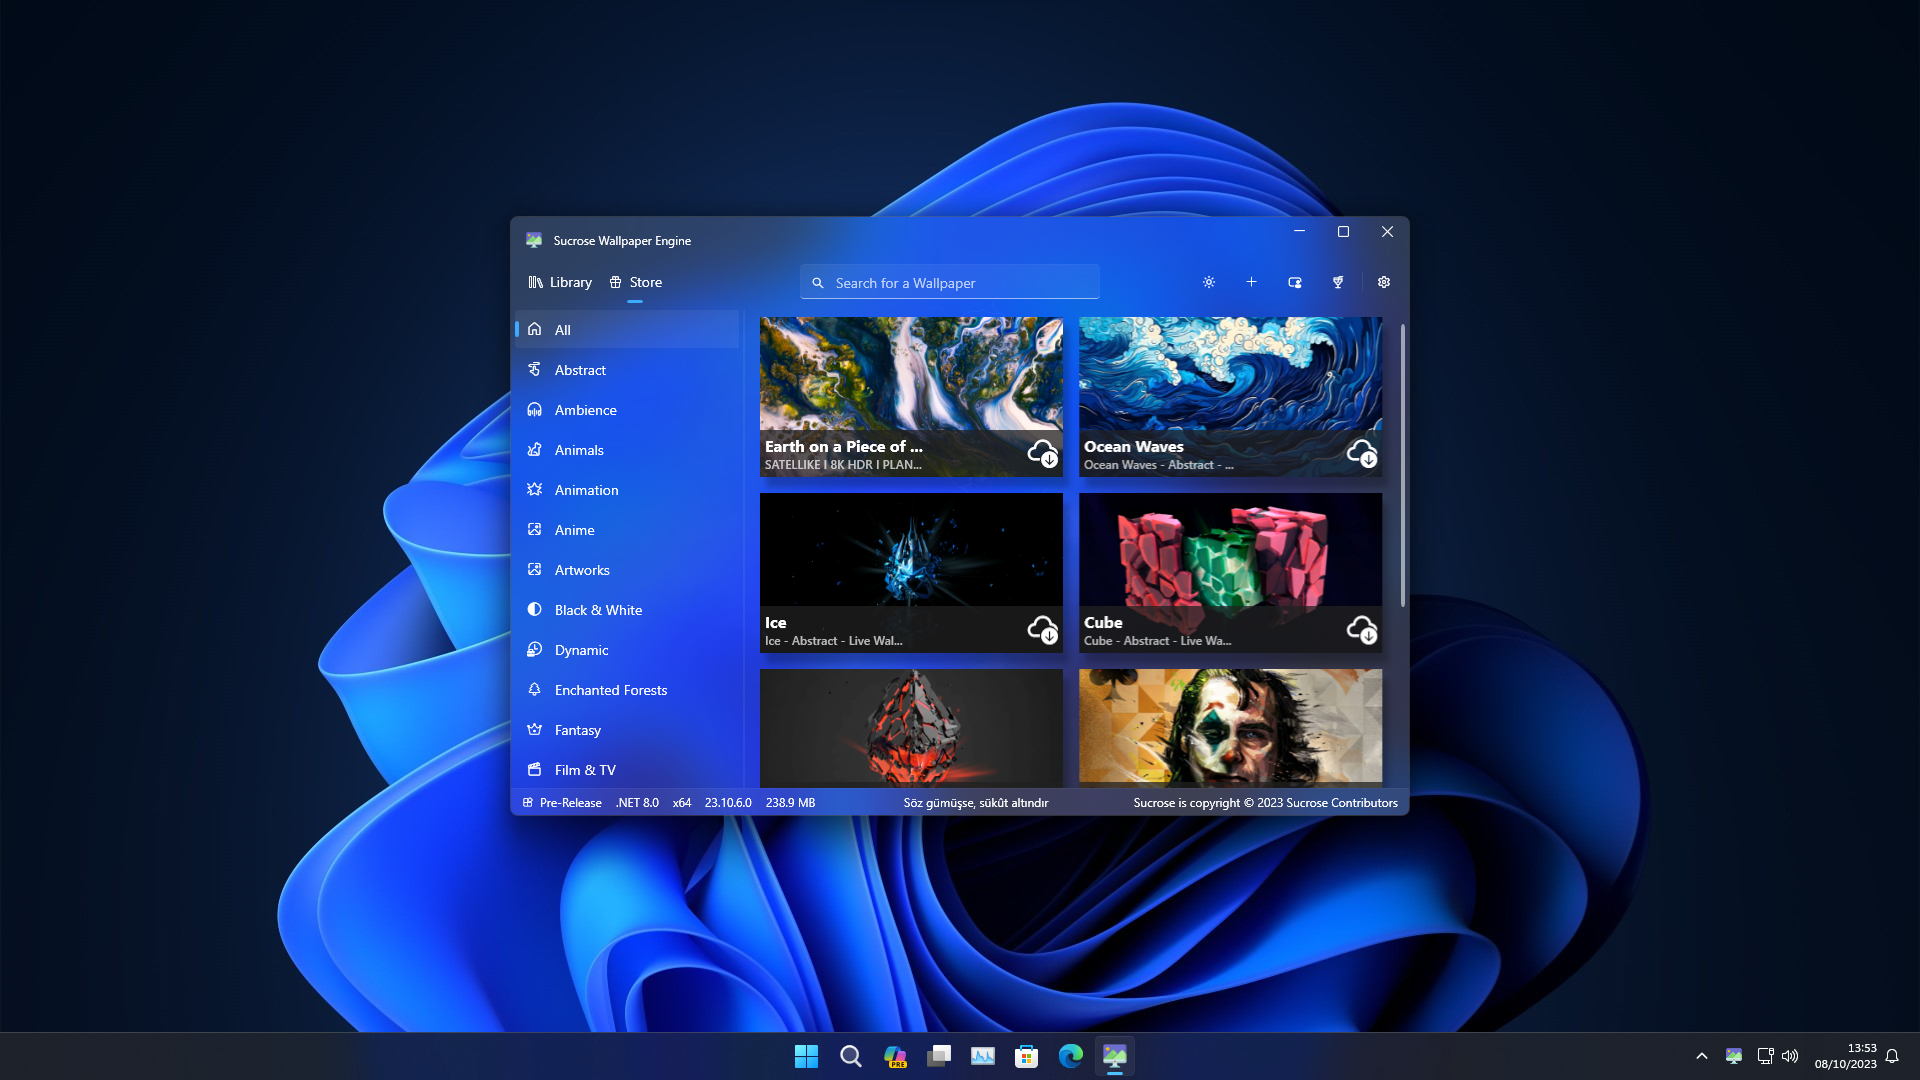 Sucrose Wallpaper Engine
Library
Store
Search for a Wallpaper
All
Abstract
Ambience
Animals
Animation
Anime
Artworks
Black & White
Dynamic
Enchanted Forests
Fantasy
Film & TV
Earth on a Piece of ...
SATELLIKE I 8K HDR I PLAN...
Ocean Waves
Ocean Waves - Abstract - ...
Ice
Ice - Abstract - Live Wal...
Cube
Cube - Abstract - Live Wa...
Pre-Release .NET 8.0 x64 23.10.6.0 238.9 MB
Söz gümüşse, sükût altındır
Sucrose is copyright © 2023 Sucrose Contributors
PRE
13:53
08/10/2023